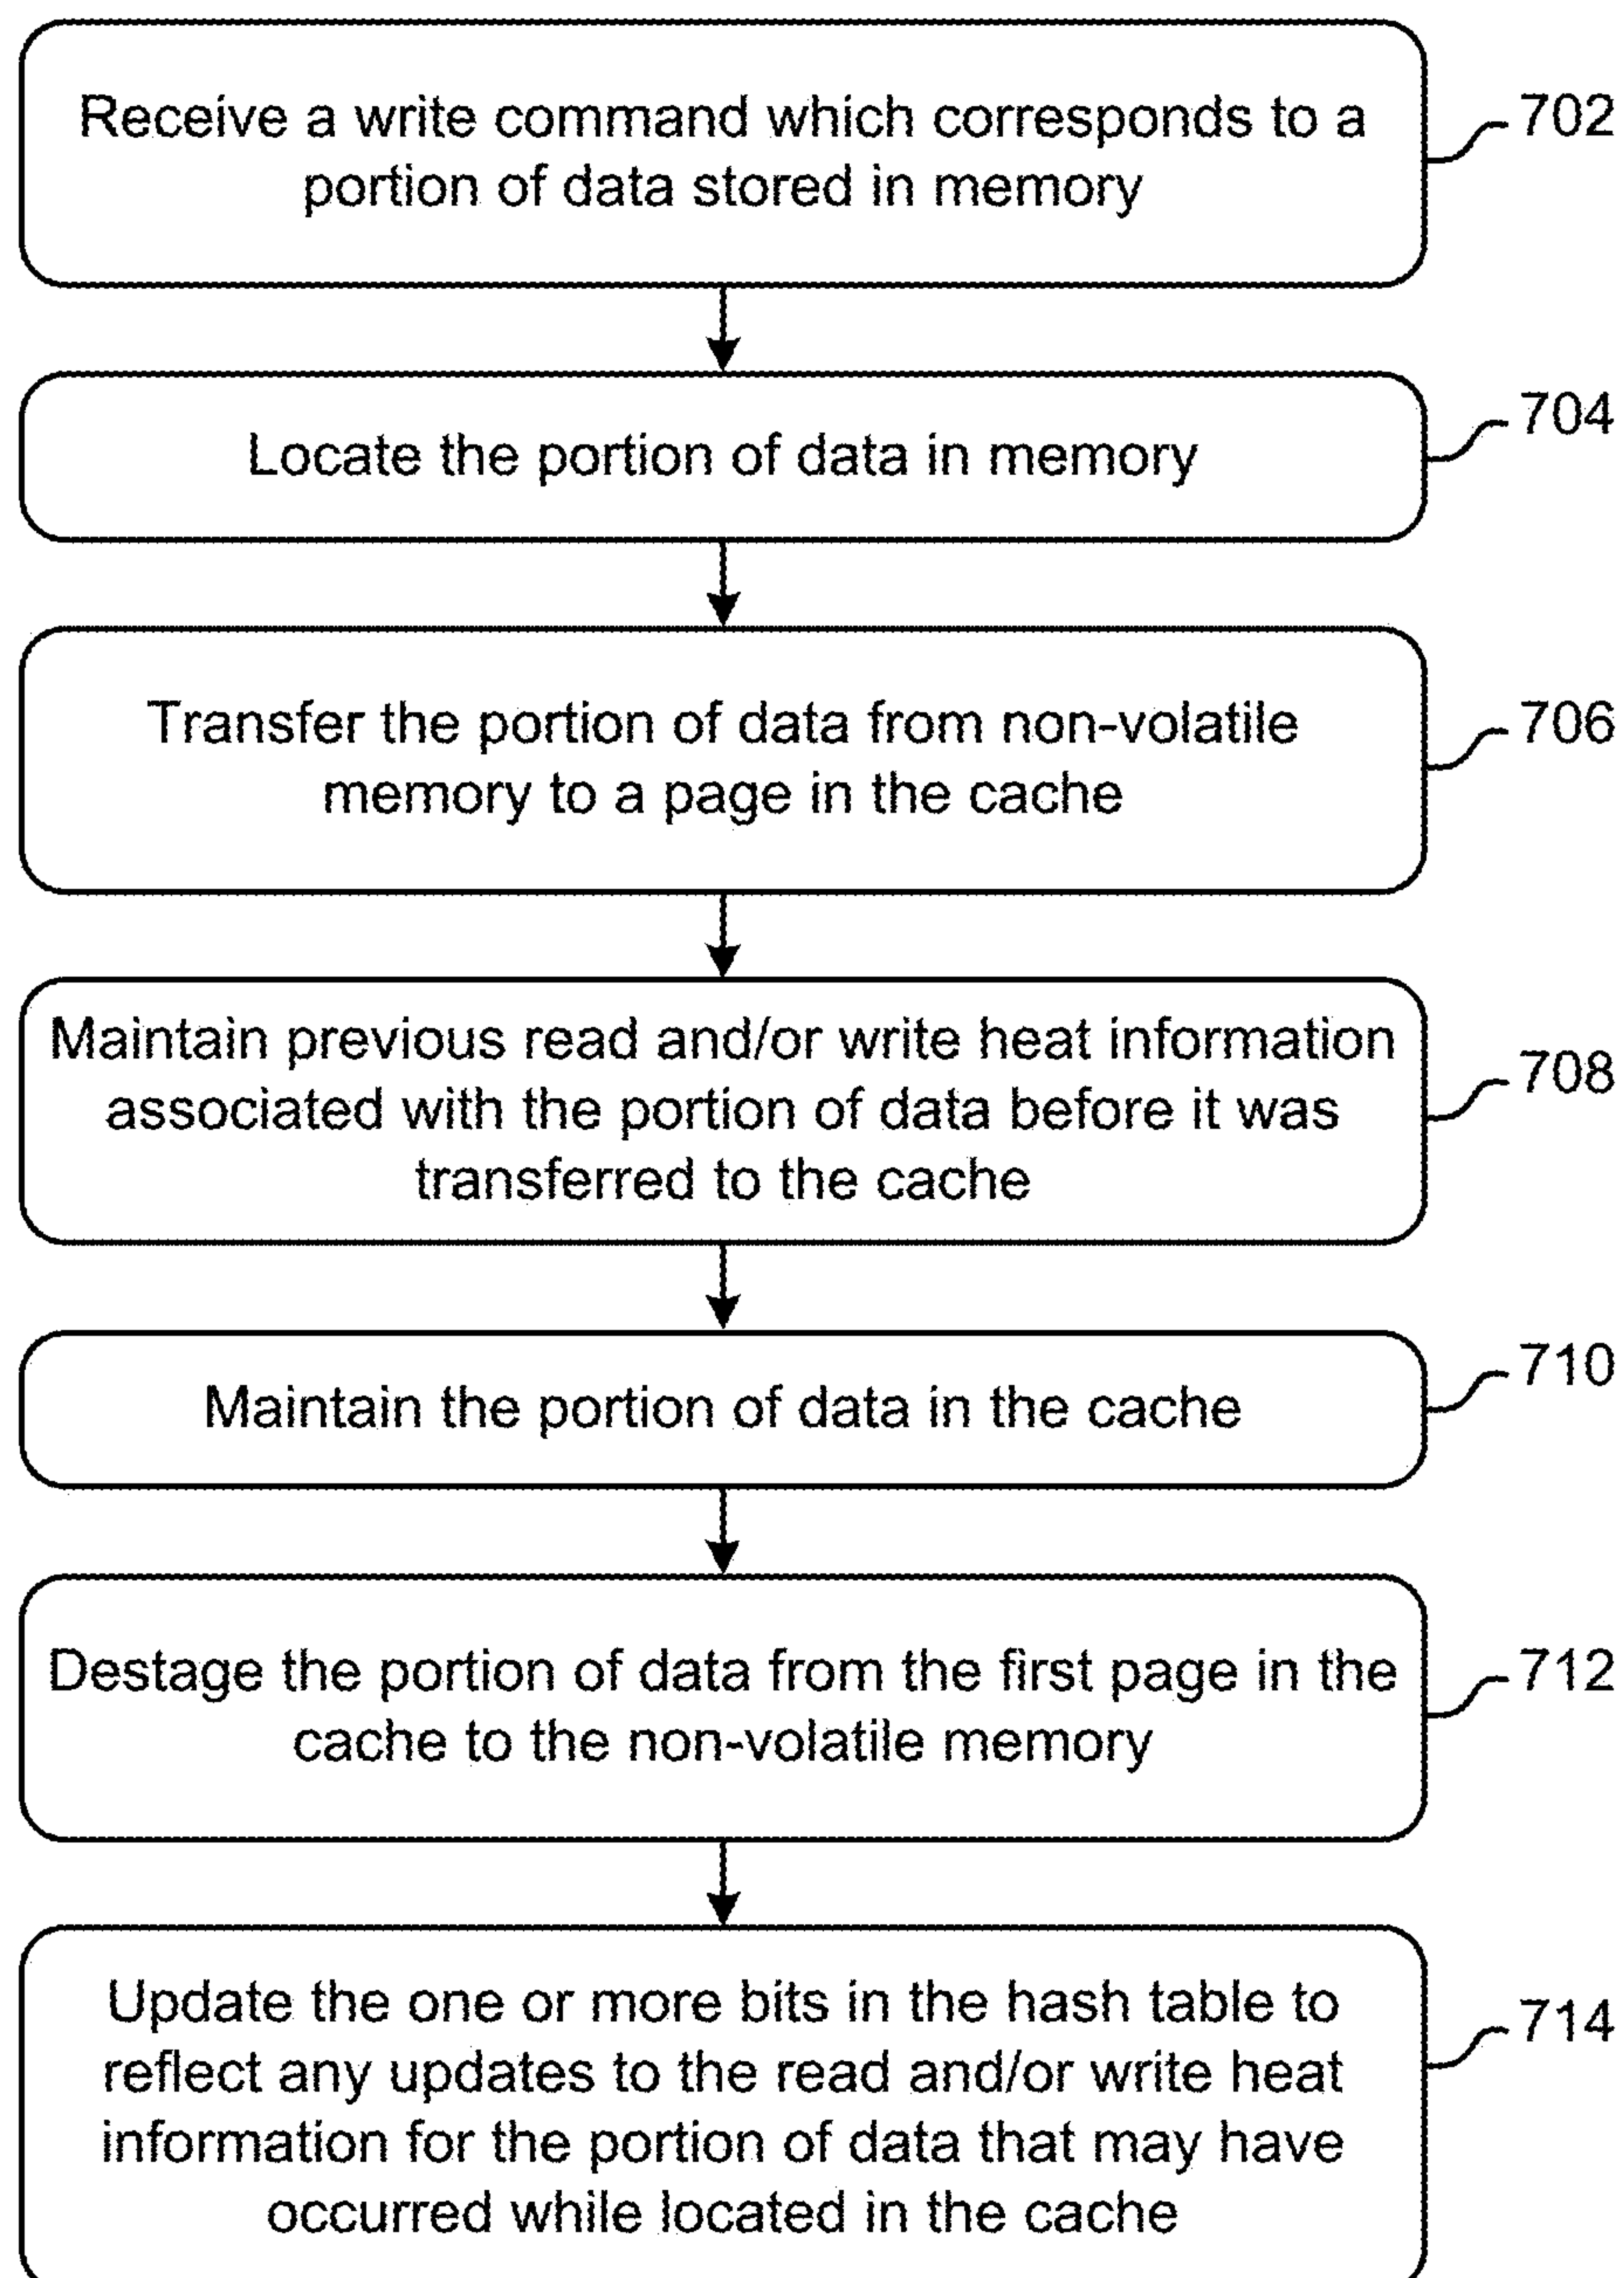 Receive a write command which corresponds to a
portion of data stored in memory
702
Locate the portion of data in memory
704
Transfer the portion of data from non-volatile
memory to a page in the cache
706
Maintain previous read and/or write heat information
associated with the portion of data before it was
transferred to the cache
708
Maintain the portion of data in the cache
710
Destage the portion of data from the first page in the
cache to the non-volatile memory
712
Update the one or more bits in the hash table to
reflect any updates to the read and/or write heat
information for the portion of data that may have
occurred while located in the cache
714